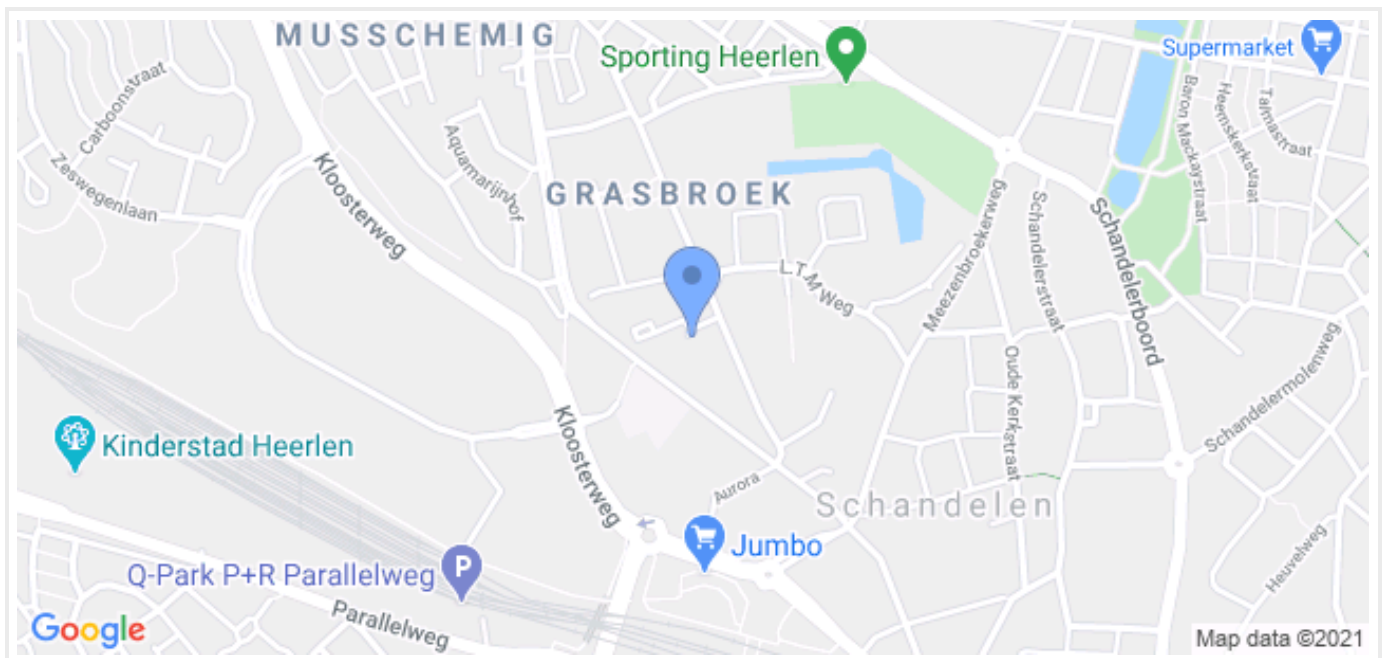 MUSSCHEMIG
Sporting Heerlen
Supermarket
Carboonstraat
Zeswegenlaan
Aquamarijnhof
Kloosterweg
GRASBROEK
Baron Mackaystraat
Heemskerkstraat
Talmastraat
Schandelerboord
Schandelerstraat
Meezenbroekerweg
L.T.M Weg
Oude Kerkstraat
Schandelermolenweg
Kinderstad Heerlen
Kloosterweg
Aurora
Schandelen
Jumbo
Q-Park P+R Parallelweg
P
Heuvelweg
Parallelweg
Google
Map data ©2021